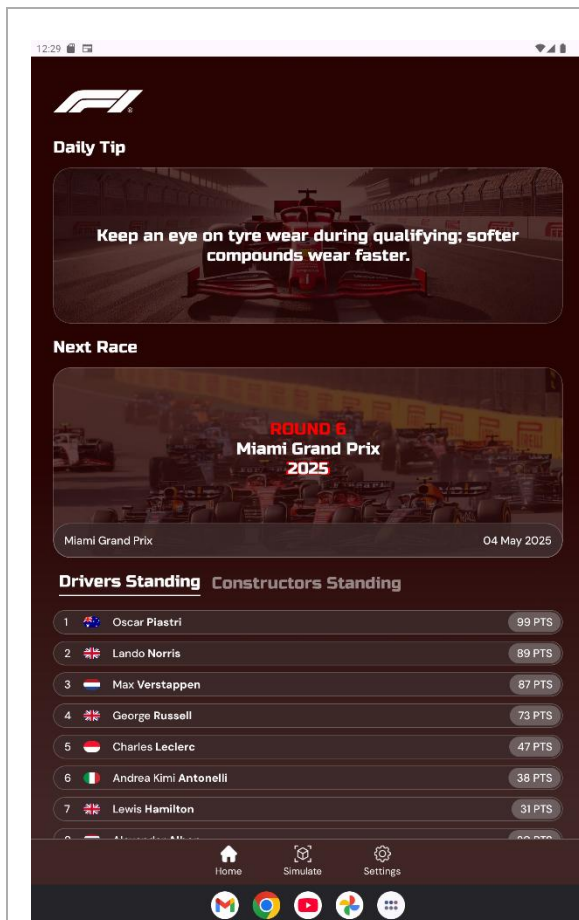 12:29
F1
Daily Tip
Keep an eye on tyre wear during qualifying; softer
compounds wear faster.
Next Race
ROUND 6
Miami Grand Prix
2025
Miami Grand Prix 04 May 2025
Drivers Standing Constructors Standing
1 Oscar Piastri 99 PTS
2 Lando Norris 89 PTS
3 Max Verstappen 87 PTS
4 George Russell 73 PTS
5 Charles Leclerc 47 PTS
6 Andrea Kimi Antonelli 38 PTS
7 Lewis Hamilton 31 PTS
Home Simulate Settings